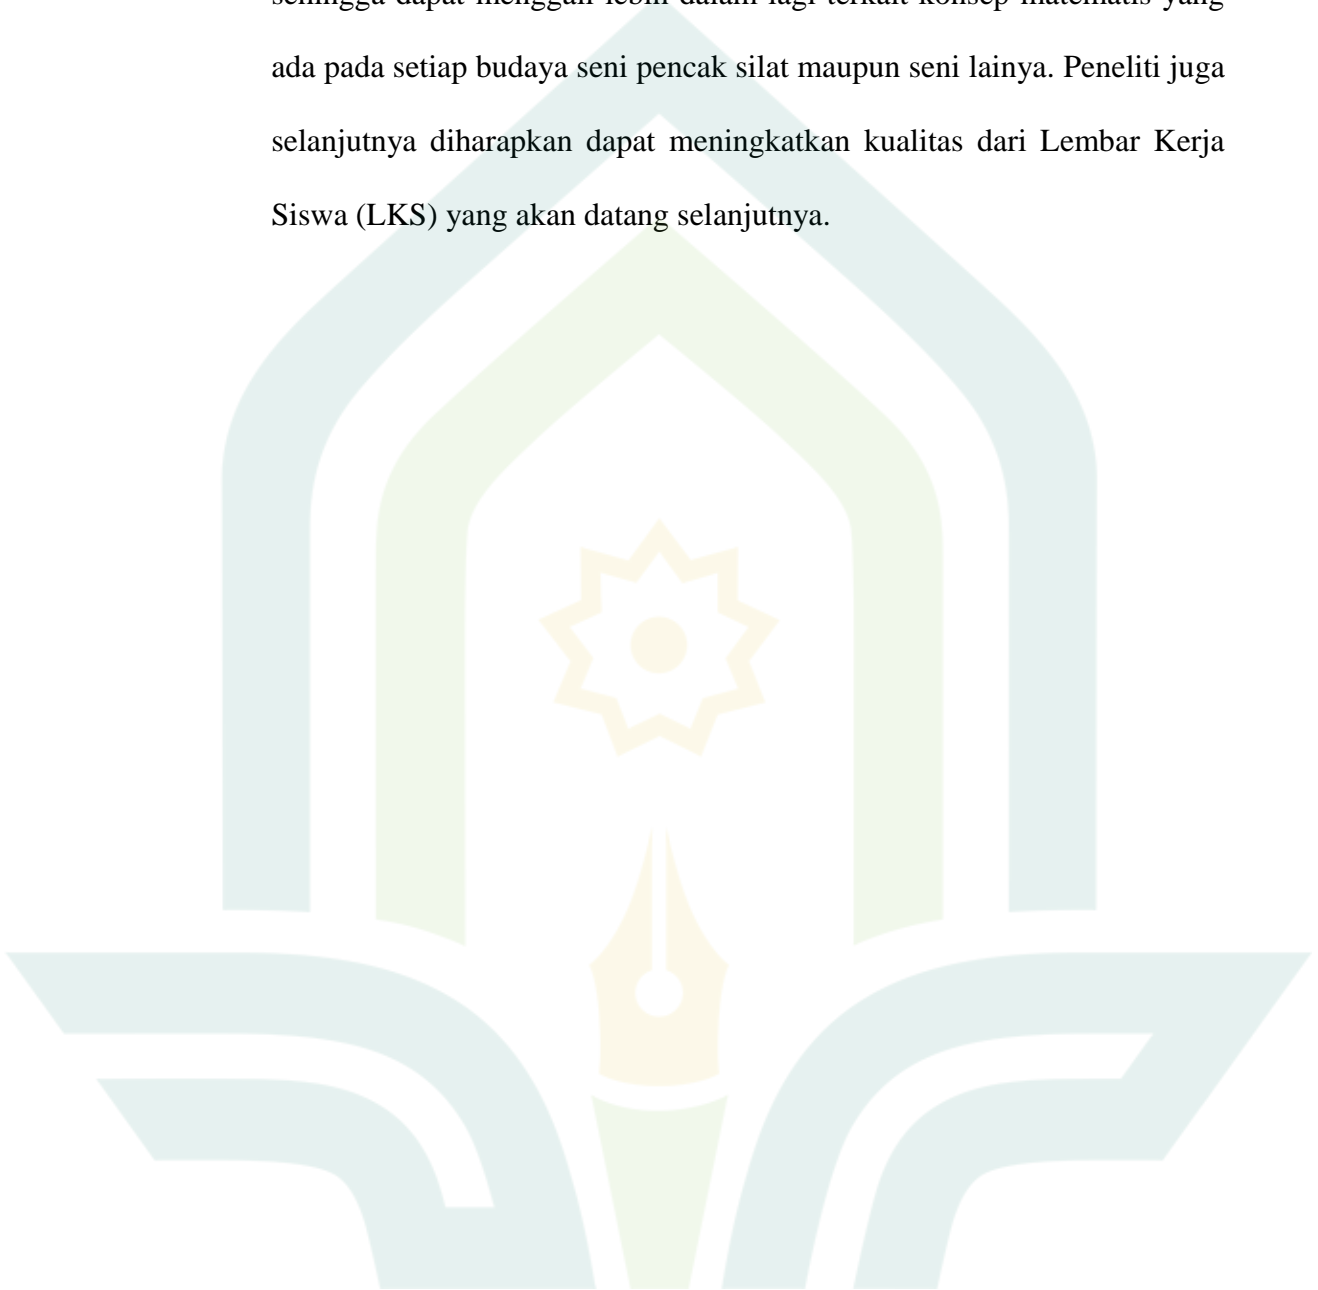 sehingga dapat menggali lebih dalam lagi terkait konsep matematis yang
ada pada setiap budaya seni pencak silat maupun seni lainya. Peneliti juga
selanjutnya diharapkan dapat meningkatkan kualitas dari Lembar Kerja
Siswa (LKS) yang akan datang selanjutnya.